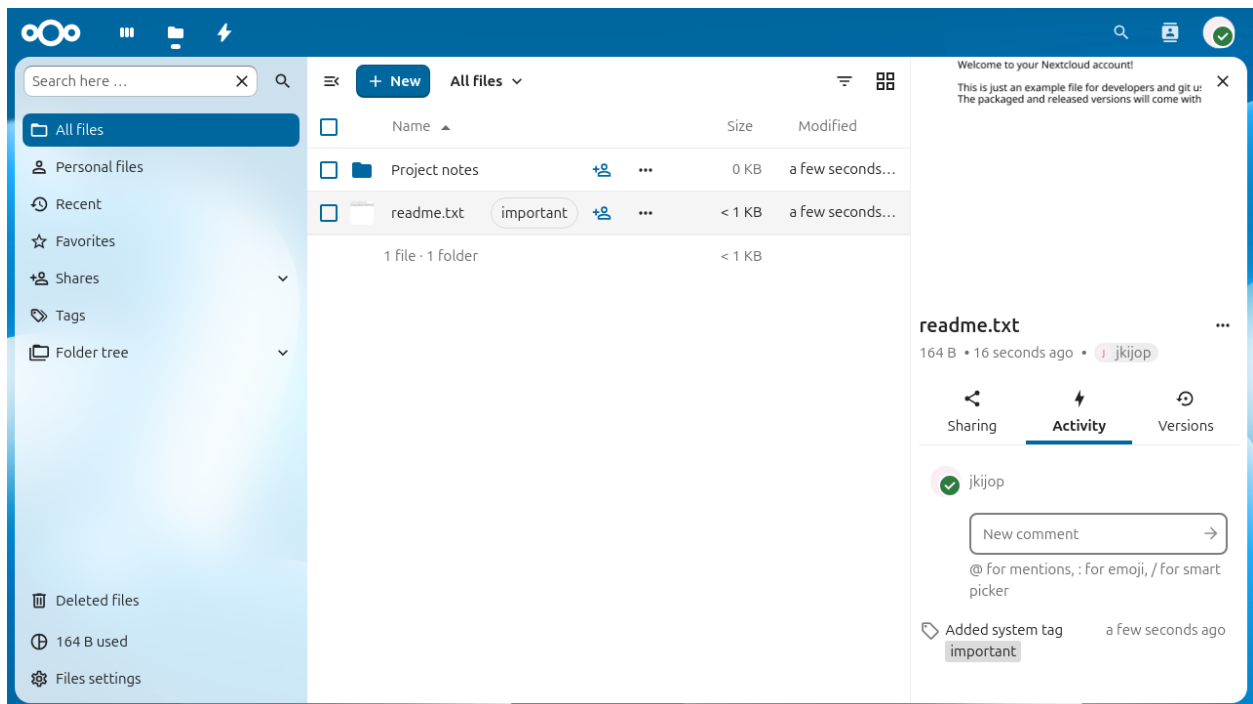 Search here …
All files
Personal files
Recent
Favorites
Shares
Tags
Folder tree
Deleted files
164 B used
Files settings
New
All files
Name
Size
Modified
Project notes
0 KB
a few seconds…
readme.txt
important
< 1 KB
a few seconds…
1 file · 1 folder
< 1 KB
Welcome to your Nextcloud account!
This is just an example file for developers and git us
The packaged and released versions will come with
readme.txt
164 B • 16 seconds ago • J jkijop
Sharing
Activity
Versions
jkijop
New comment
@ for mentions, : for emoji, / for smart
picker
Added system tag
a few seconds ago
important